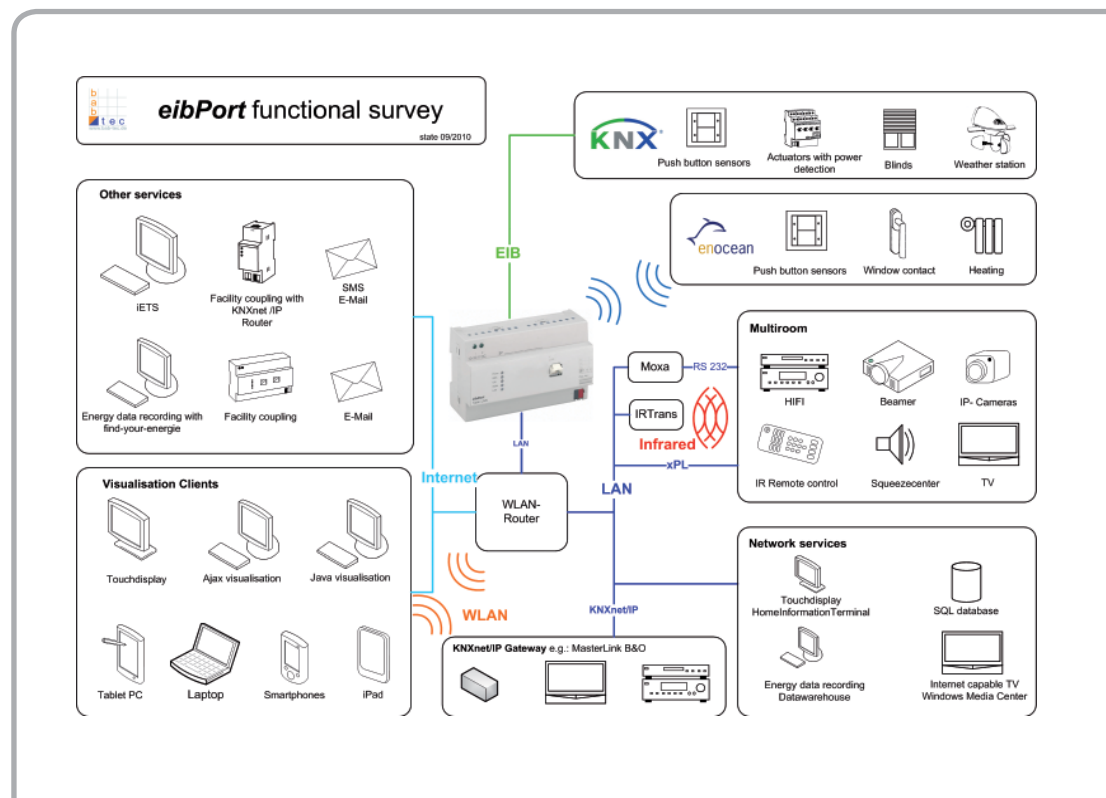 bab
tec
eibPort functional survey
state 09/2010
KNX®
Push button sensors
Actuators with power
detection
Blinds
Weather station
enocean
Push button sensors
Window contact
Heating
EIB
Other services
iETS
Facility coupling with
KNXnet /IP
Router
SMS
E-Mail
Energy data recording with
find-your-energie
Facility coupling
E-Mail
Multiroom
Moxa
RS 232
IRTrans
Infrared
xPL
HIFI
Beamer
IP- Cameras
IR Remote control
Squeezecenter
TV
LAN
Internet
WLAN-
Router
LAN
Visualisation Clients
Touchdisplay
Ajax visualisation
Java visualisation
WLAN
Tablet PC
Laptop
Smartphones
iPad
KNXnet/IP
KNXnet/IP Gateway e.g.: MasterLink B&O
Network services
Touchdisplay
HomeInformationTerminal
SQL database
Energy data recording
Datawarehouse
Internet capable TV
Windows Media Center